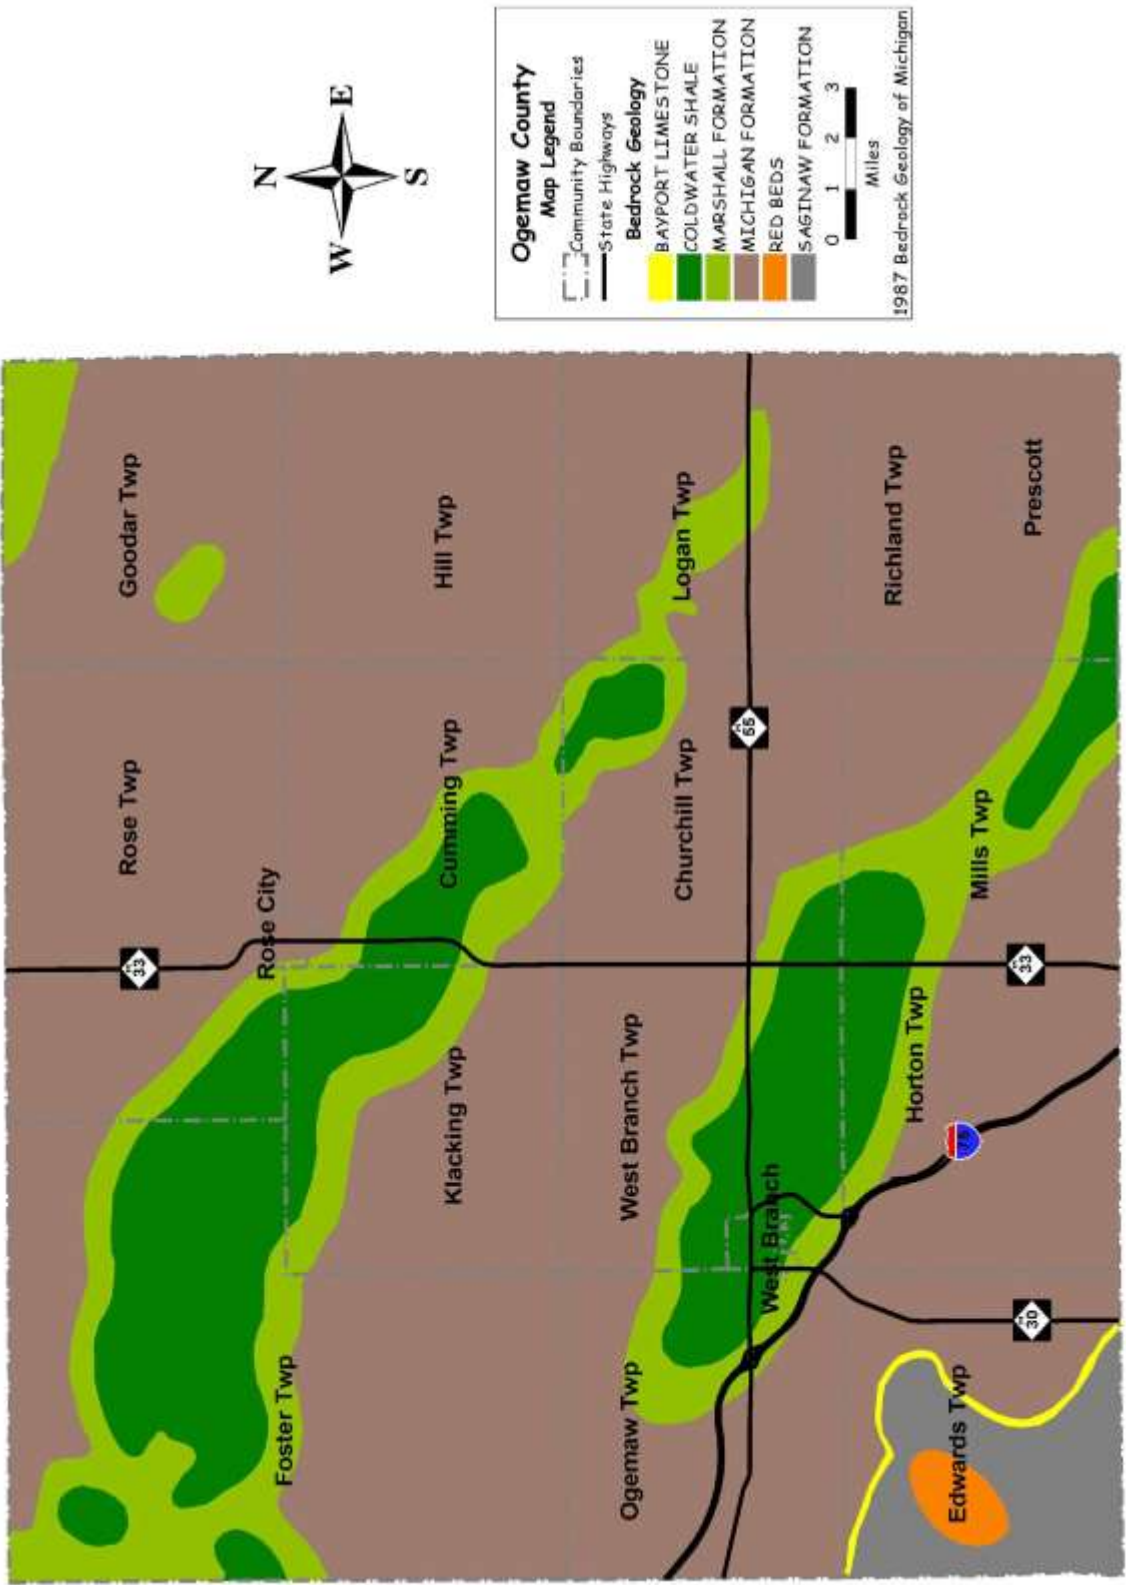 N
W
E
S
Ogemaw County
Map Legend
Community Boundaries
State Highways
Bedrock Geology
BAYPORT LIMESTONE
COLDWATER SHALE
MARSHALL FORMATION
MICHIGAN FORMATION
RED BEDS
SAGINAW FORMATION
0 1 2 3
Miles
1987 Bedrock Geology of Michigan
Goodar Twp
Rose Twp
33
Rose City
Foster Twp
Hill Twp
Cumming Twp
Klacking Twp
Logan Twp
Churchill Twp
West Branch Twp
Ogemaw Twp
55
West Branch
Richland Twp
Horton Twp
75
Edwards Twp
Mills Twp
Prescott
33
30